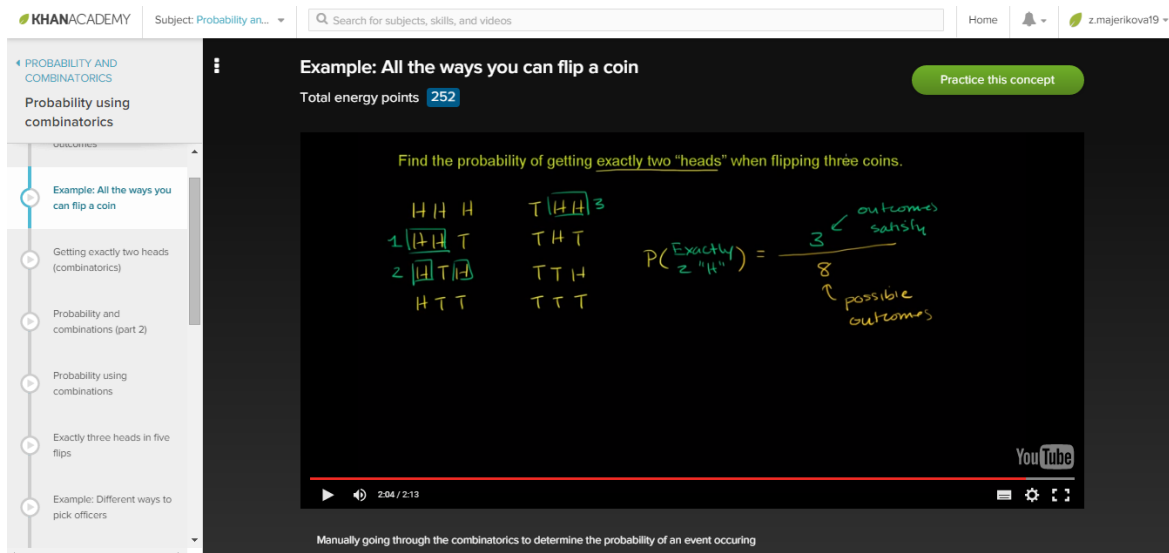 KHANACADEMY
Subject: Probability an...
Search for subjects, skills, and videos
Home
z.majerikova19
PROBABILITY AND
COMBINATORICS
Probability using
combinatorics
outcomes
Example: All the ways you
can flip a coin
Getting exactly two heads
(combinatorics)
Probability and
combinations (part 2)
Probability using
combinations
Exactly three heads in five
flips
Example: Different ways to
pick officers
Example: All the ways you can flip a coin
Total energy points 252
Practice this concept
Find the probability of getting exactly two "heads" when flipping three coins.
H H H
1 H H T
2 H T H
H T T
T H H 3
T H T
T T H
T T T
P(Exactly
2 "H") = 3/8
outcomes
satisfy
possible
outcomes
YouTube
2:04 / 2:13
Manually going through the combinatorics to determine the probability of an event occuring